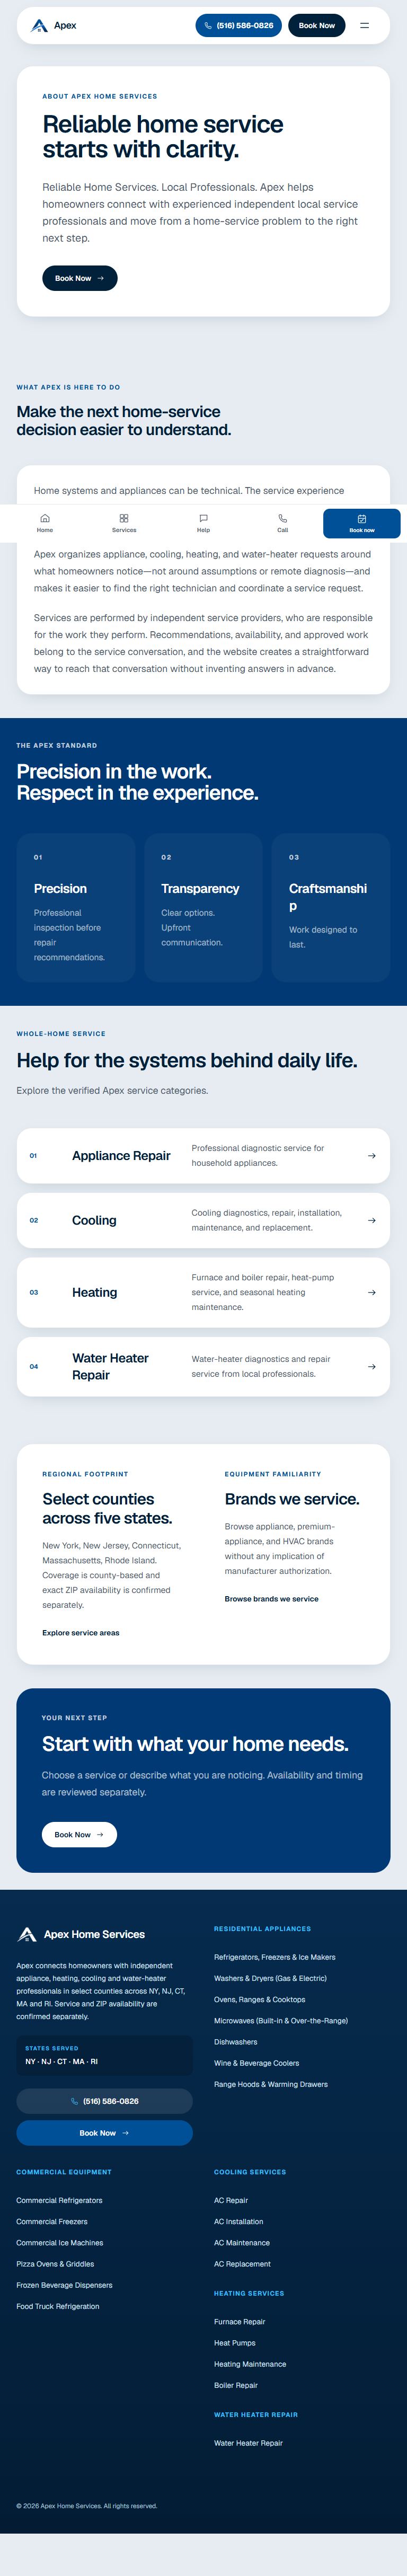 Apex
(516) 586-0826
Book Now
ABOUT APEX HOME SERVICES
Reliable home service
starts with clarity.
Reliable Home Services. Local Professionals. Apex helps
homeowners connect with experienced independent local service
professionals and move from a home-service problem to the right
next step.
Book Now
WHAT APEX IS HERE TO DO
Make the next home-service
decision easier to understand.
Home systems and appliances can be technical. The service experience
Home
Services
Help
Call
Book now
Apex organizes appliance, cooling, heating, and water-heater requests around
what homeowners notice—not around assumptions or remote diagnosis—and
makes it easier to find the right technician and coordinate a service request.
Services are performed by independent service providers, who are responsible
for the work they perform. Recommendations, availability, and approved work
belong to the service conversation, and the website creates a straightforward
way to reach that conversation without inventing answers in advance.
THE APEX STANDARD
Precision in the work.
Respect in the experience.
01
Precision
Professional
inspection before
repair
recommendations.
02
Transparency
Clear options.
Upfront
communication.
03
Craftsmanshi
p
Work designed to
last.
WHOLE-HOME SERVICE
Help for the systems behind daily life.
Explore the verified Apex service categories.
01
Appliance Repair
Professional diagnostic service for
household appliances.
02
Cooling
Cooling diagnostics, repair, installation,
maintenance, and replacement.
03
Heating
Furnace and boiler repair, heat-pump
service, and seasonal heating
maintenance.
04
Water Heater
Repair
Water-heater diagnostics and repair
service from local professionals.
REGIONAL FOOTPRINT
Select counties
across five states.
New York, New Jersey, Connecticut,
Massachusetts, Rhode Island.
Coverage is county-based and
exact ZIP availability is confirmed
separately.
Explore service areas
EQUIPMENT FAMILIARITY
Brands we service.
Browse appliance, premium-
appliance, and HVAC brands
without any implication of
manufacturer authorization.
Browse brands we service
YOUR NEXT STEP
Start with what your home needs.
Choose a service or describe what you are noticing. Availability and timing
are reviewed separately.
Book Now
Apex Home Services
Apex connects homeowners with independent
appliance, heating, cooling and water-heater
professionals in select counties across NY, NJ, CT,
MA and RI. Service and ZIP availability are
confirmed separately.
STATES SERVED
NY · NJ · CT · MA · RI
(516) 586-0826
Book Now
RESIDENTIAL APPLIANCES
Refrigerators, Freezers & Ice Makers
Washers & Dryers (Gas & Electric)
Ovens, Ranges & Cooktops
Microwaves (Built-in & Over-the-Range)
Dishwashers
Wine & Beverage Coolers
Range Hoods & Warming Drawers
COMMERCIAL EQUIPMENT
Commercial Refrigerators
Commercial Freezers
Commercial Ice Machines
Pizza Ovens & Griddles
Frozen Beverage Dispensers
Food Truck Refrigeration
COOLING SERVICES
AC Repair
AC Installation
AC Maintenance
AC Replacement
HEATING SERVICES
Furnace Repair
Heat Pumps
Heating Maintenance
Boiler Repair
WATER HEATER REPAIR
Water Heater Repair
© 2026 Apex Home Services. All rights reserved.